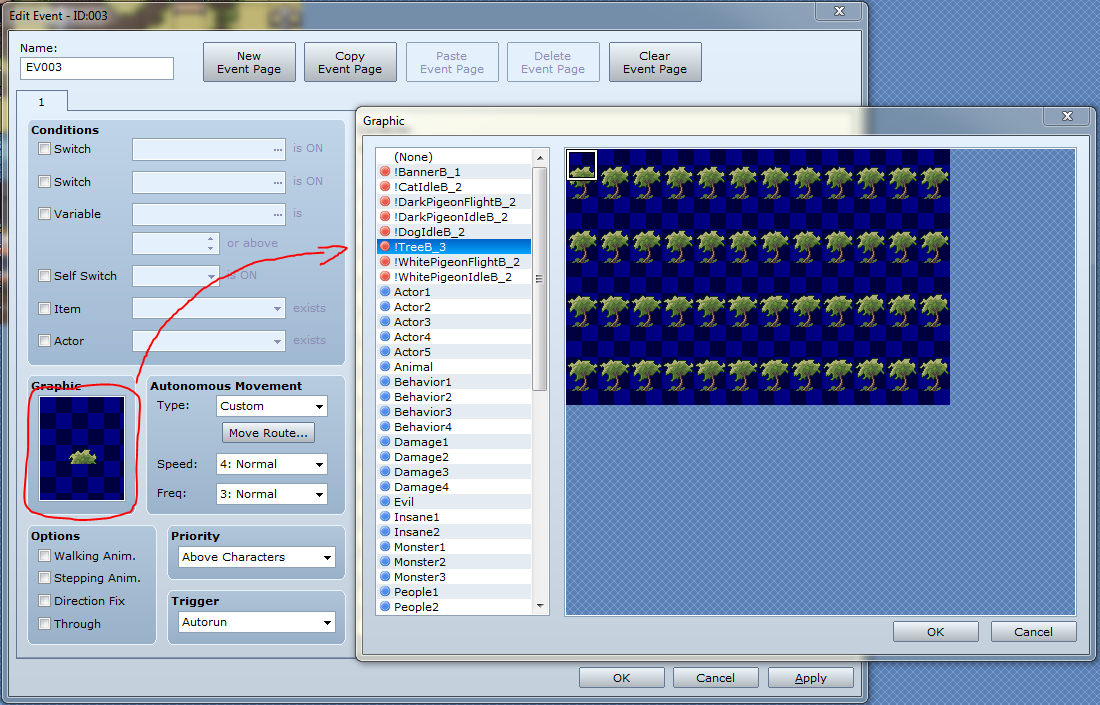 Edit Event - ID:003
Name:
EV003
New
Event Page
Copy
Event Page
Paste
Event Page
Delete
Event Page
Clear
Event Page
1
Conditions
Switch
... is ON
Switch
... is ON
Variable
... is
or above
Self Switch
is ON
Item
exists
Actor
exists
Graphic
Autonomous Movement
Type:
Custom
Move Route...
Speed:
4: Normal
Freq:
3: Normal
Options
Walking Anim.
Stepping Anim.
Direction Fix
Through
Priority
Above Characters
Trigger
Autorun
OK
Cancel
Apply
Graphic
(None)
!BannerB_1
!CatIdleB_2
!DarkPigeonFlightB_2
!DarkPigeonIdleB_2
!DogIdleB_2
!TreeB_3
!WhitePigeonFlightB_2
!WhitePigeonIdleB_2
Actor1
Actor2
Actor3
Actor4
Actor5
Animal
Behavior1
Behavior2
Behavior3
Behavior4
Damage1
Damage2
Damage3
Damage4
Evil
Insane1
Insane2
Monster1
Monster2
Monster3
People1
People2
OK
Cancel